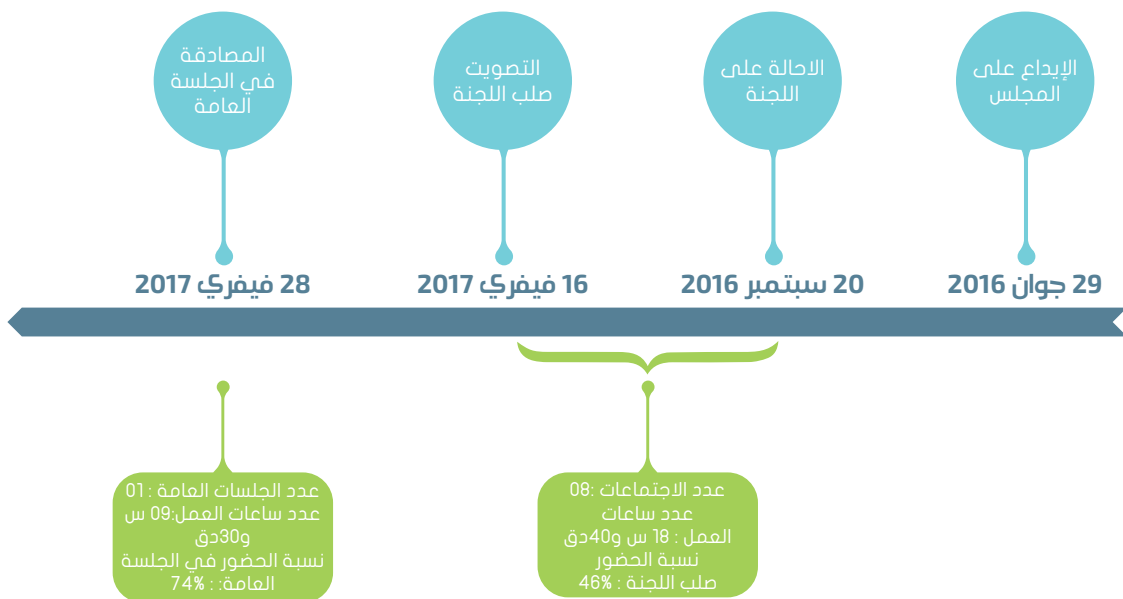 الإيداع على
المجلس
الاحالة على
اللجنة
التصويت
صلب اللجنة
المصادقة
في الجلسة
العامة
29 جوان 2016
20 سبتمبر 2016
16 فيفري 2017
28 فيفري 2017
عدد الاجتماعات :08
عدد ساعات
العمل : 18 س و40دق
نسبة الحضور
صلب اللجنة : 46%
عدد الجلسات العامة : 01
عدد ساعات العمل:09 س
و30دق
نسبة الحضور في الجلسة
العامة: : 74%